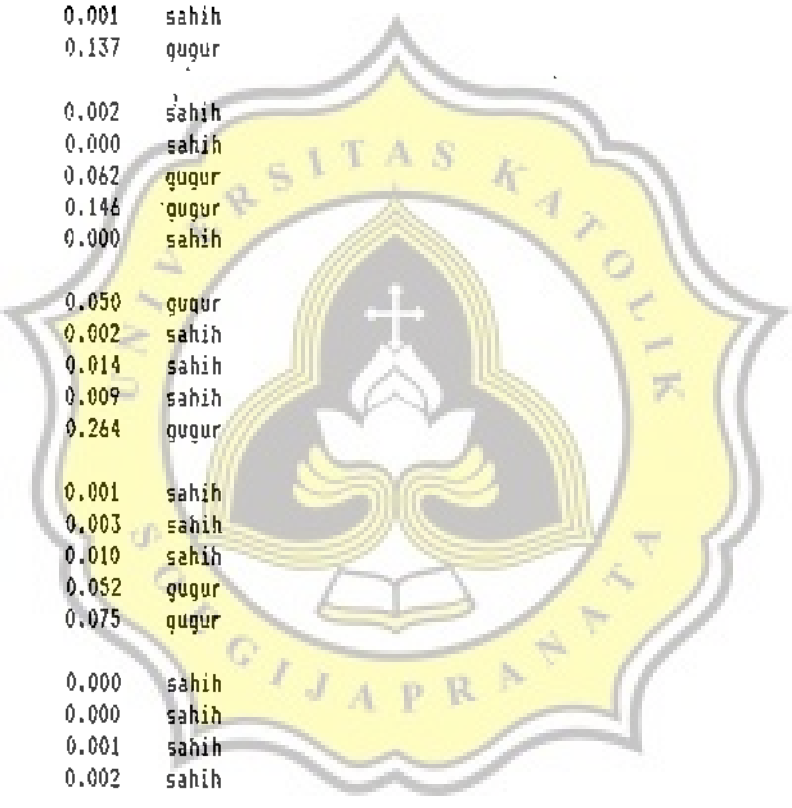 0.001 sahih
0.137 gugur
0.002 sahih
0.000 sahih
0.062 gugur
0.146 gugur
0.000 sahih
0.050 gugur
0.002 sahih
0.014 sahih
0.009 sahih
0.264 gugur
0.001 sahih
0.003 sahih
0.010 sahih
0.052 gugur
0.075 gugur
0.000 sahih
0.000 sahih
0.001 sahih
0.002 sahih
UNIVERSITAS KATOLIK
SOEGIJAPRANATA